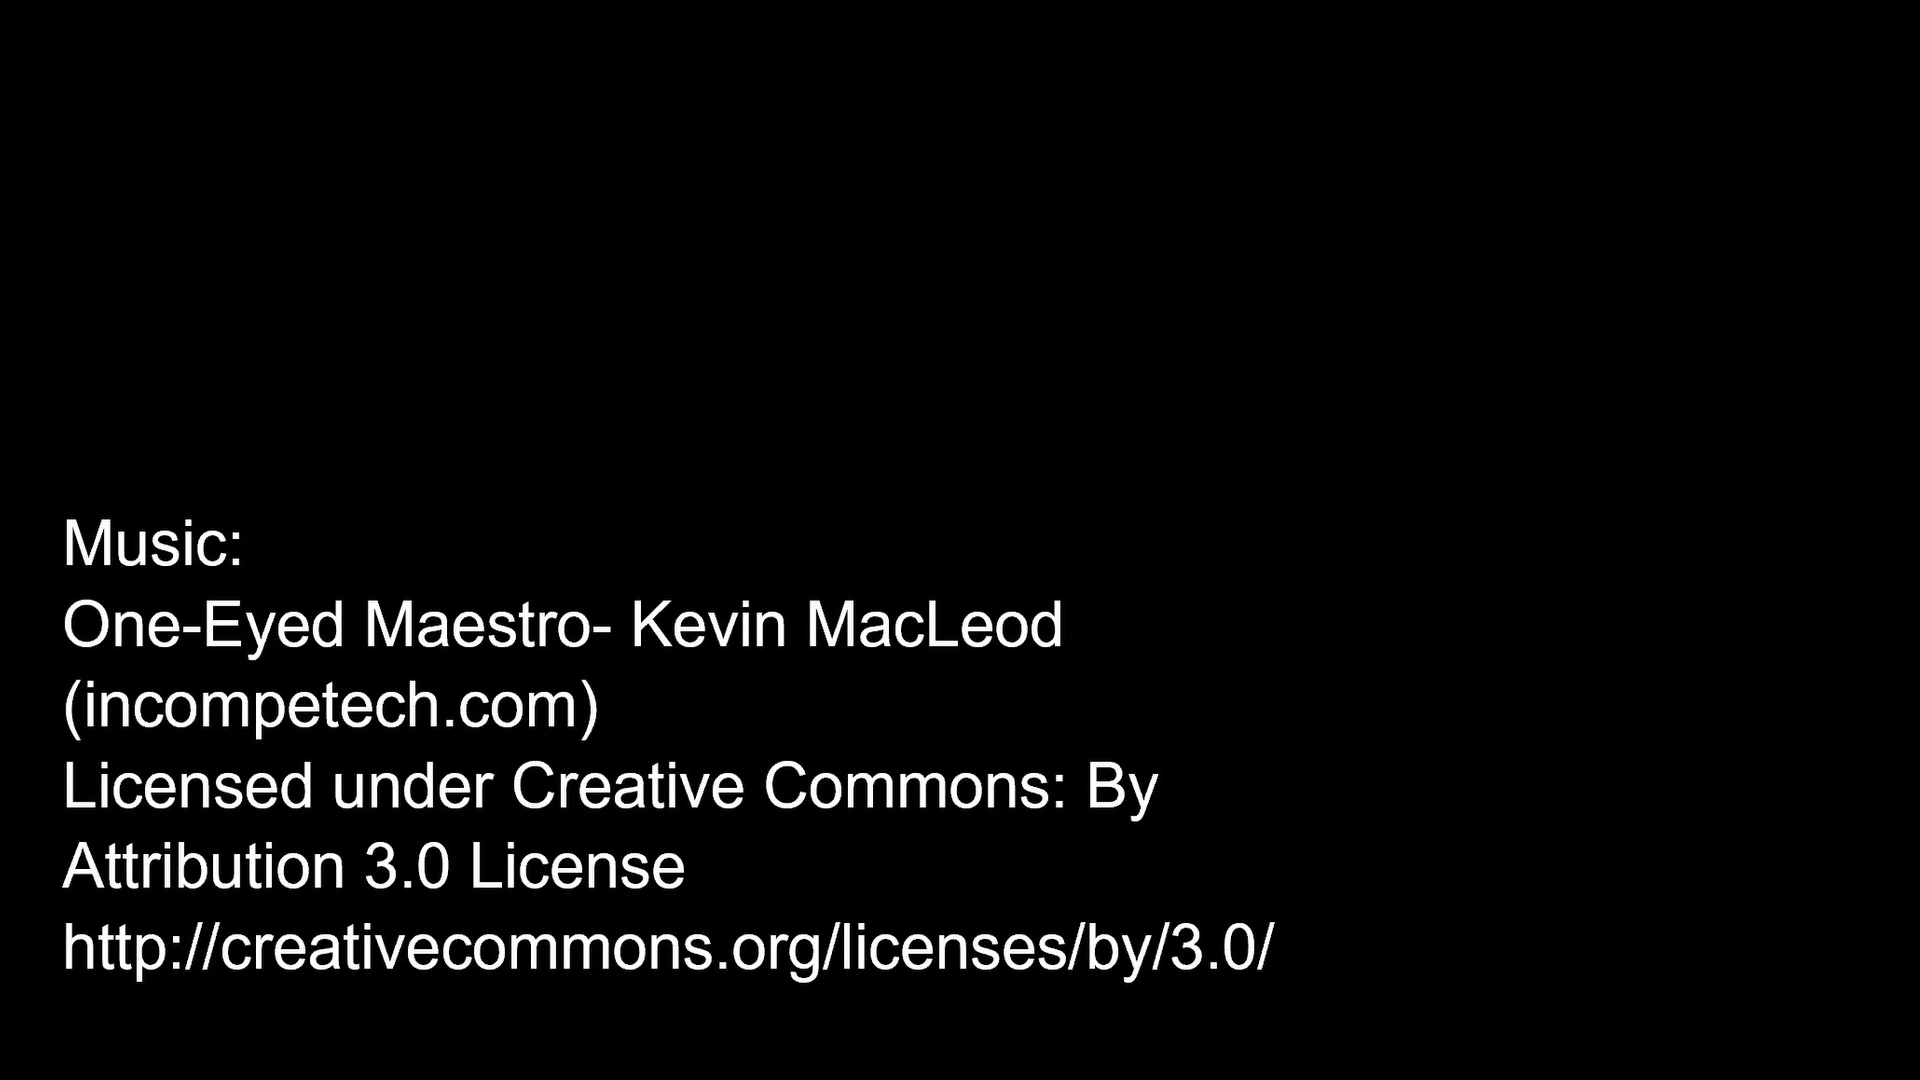 Music:
One-Eyed Maestro- Kevin MacLeod
(incompetech.com)
Licensed under Creative Commons: By
Attribution 3.0 License
http://creativecommons.org/licenses/by/3.0/